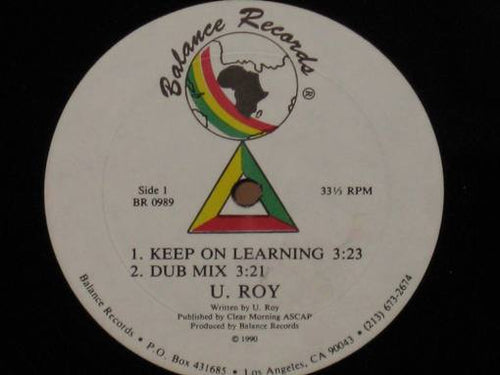 Balance Records ®
Side 1
33⅓ RPM
BR 0989
1. KEEP ON LEARNING 3:23
2. DUB MIX 3:21
U. ROY
Written by U. Roy
Published by Clear Morning ASCAP
Produced by Balance Records
© 1990
Balance Records • P.O. Box 431685 • Los Angeles, CA 90043 • (213) 673-2674